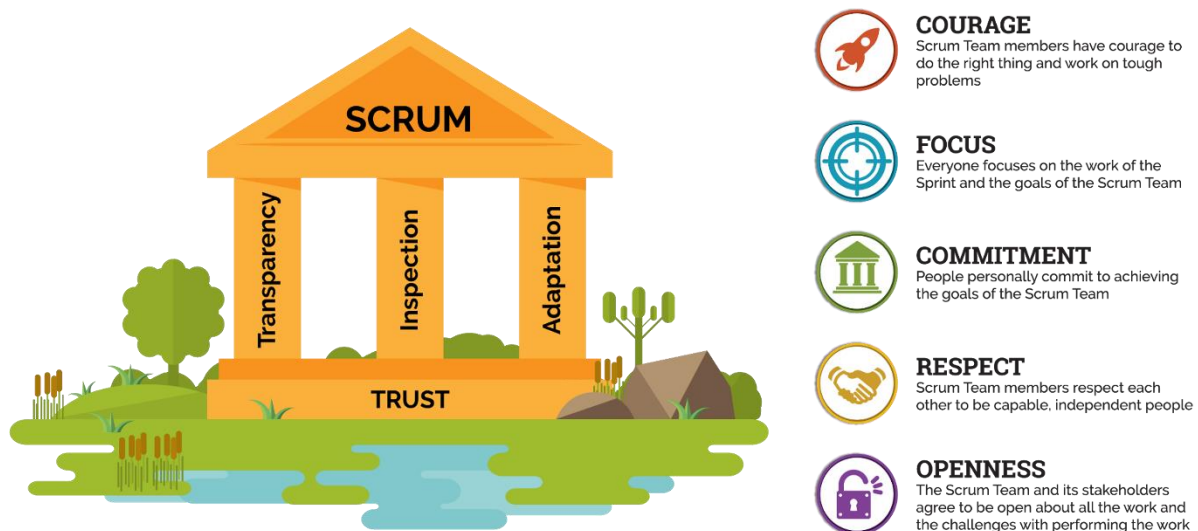 SCRUM
Transparency
Inspection
Adaptation
TRUST
COURAGE
Scrum Team members have courage to
do the right thing and work on tough
problems
FOCUS
Everyone focuses on the work of the
Sprint and the goals of the Scrum Team
COMMITMENT
People personally commit to achieving
the goals of the Scrum Team
RESPECT
Scrum Team members respect each
other to be capable, independent people
OPENNESS
The Scrum Team and its stakeholders
agree to be open about all the work and
the challenges with performing the work